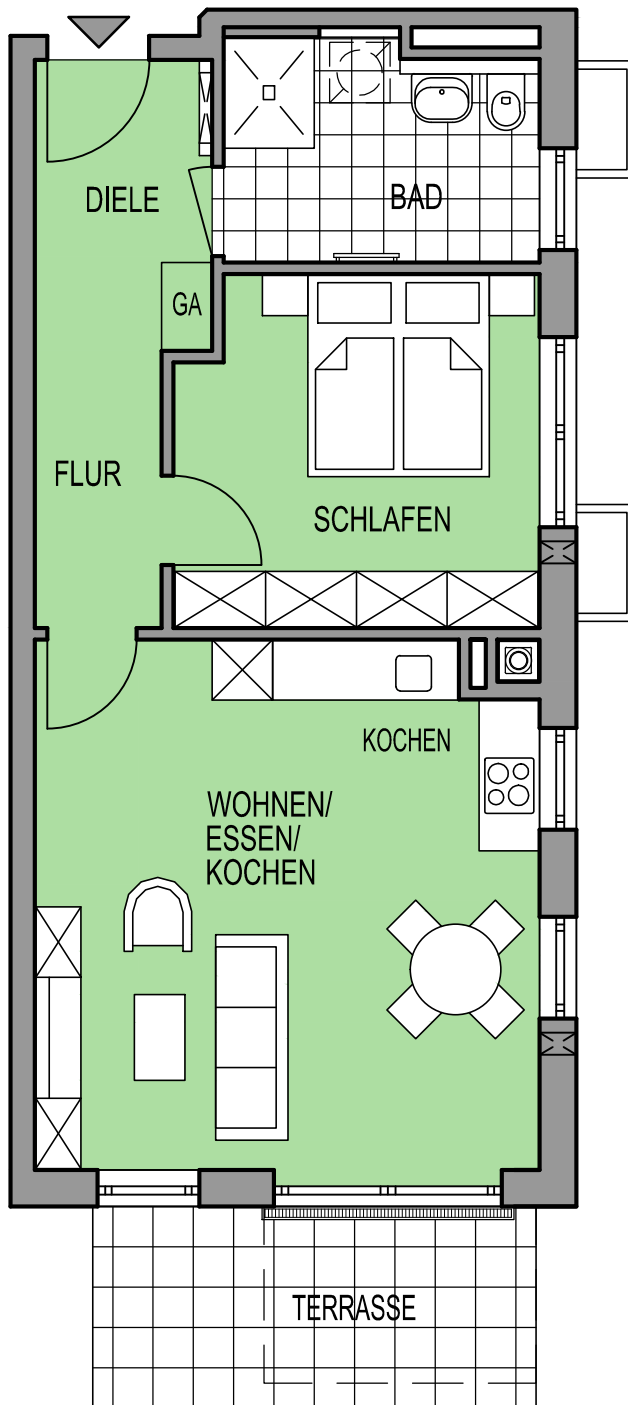 DIELE
BAD
GA
FLUR
SCHLAFEN
KOCHEN
WOHNEN/
ESSEN/
KOCHEN
TERRASSE